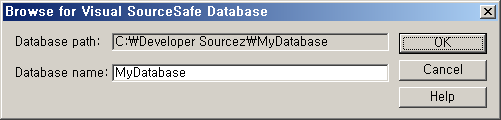 Browse for Visual SourceSafe Database
Database path: C:₩Developer Sourcez₩MyDatabase
OK
Database name: MyDatabase
Cancel
Help